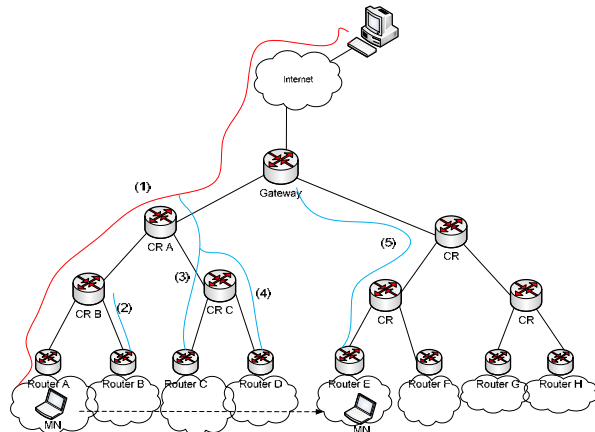 Internet
(1)
Gateway
CR A
(5)
CR
(3)
(4)
CR B
(2)
CR C
CR
CR
Router A
Router B
Router C
Router D
Router E
Router F
Router G
Router H
MN
MN